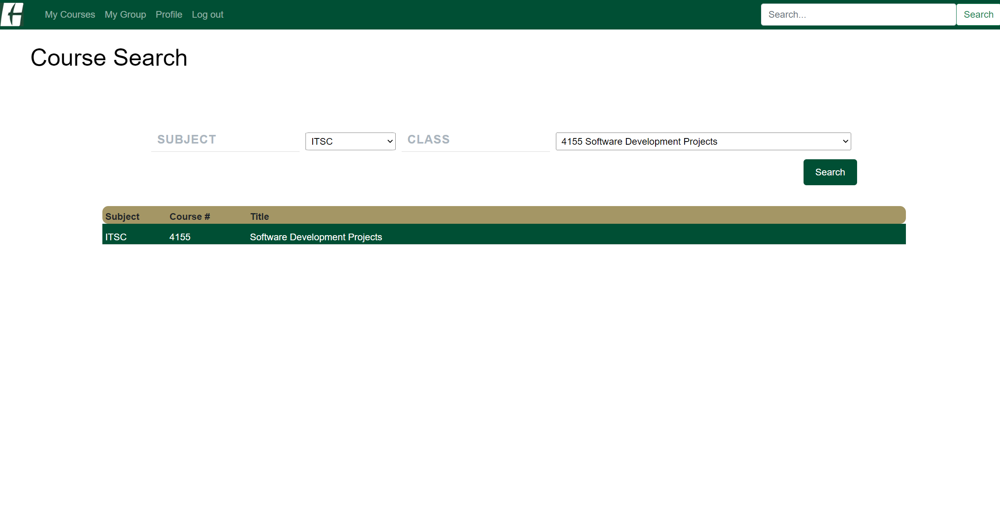 My Courses My Group Profile Log out Search... Search
Course Search
SUBJECT ITSC CLASS 4155 Software Development Projects
Search
Subject Course # Title
ITSC 4155 Software Development Projects